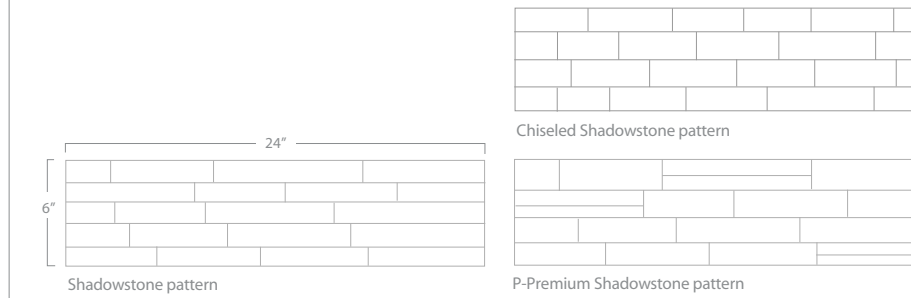 Chiseled Shadowstone pattern
24”
6”
Shadowstone pattern
P-Premium Shadowstone pattern